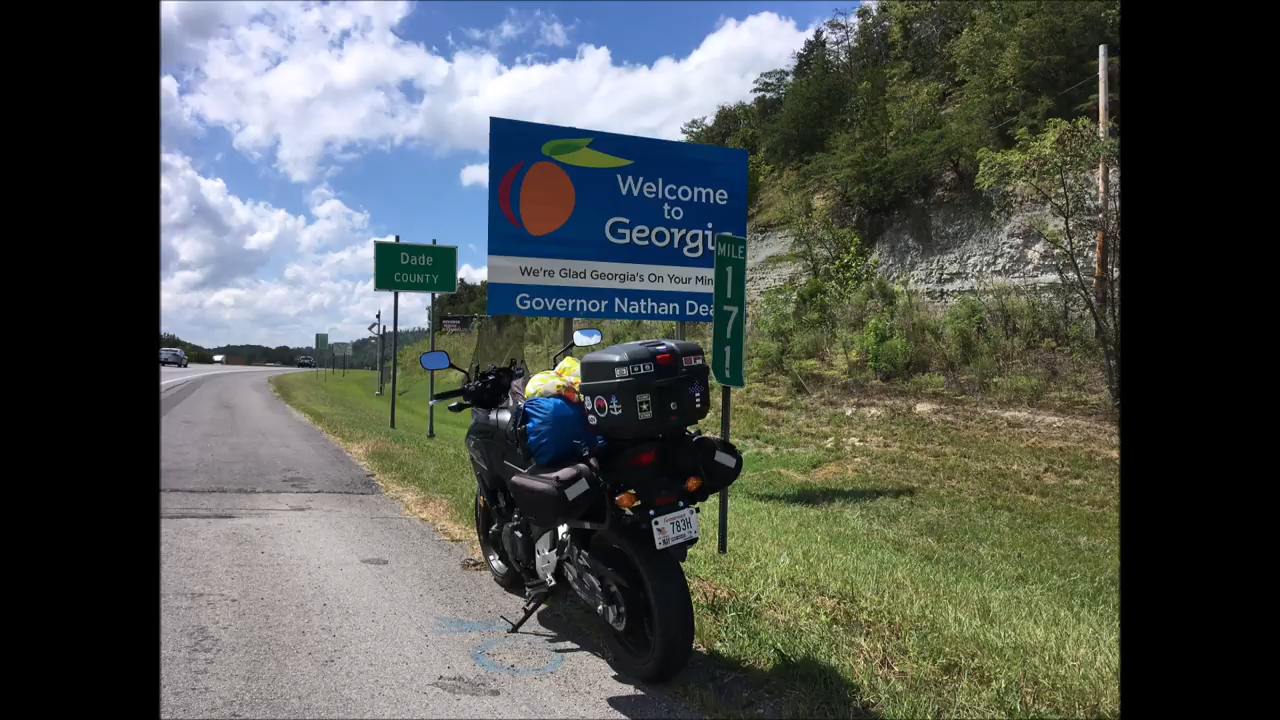 Welcome
to
Georgi
We're Glad Georgia's On Your Min
Governor Nathan Dea
Dade
COUNTY
MILE
1
7
1
783H